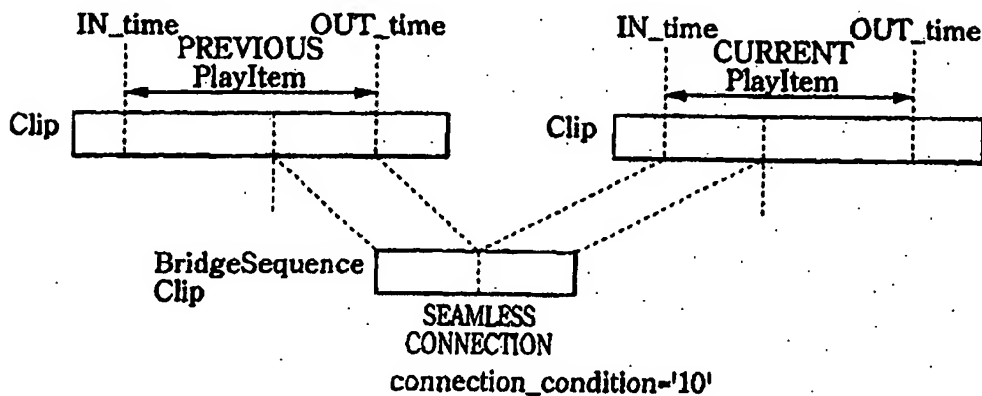 IN_time
OUT_time
PREVIOUS
PlayItem
Clip
IN_time
OUT_time
CURRENT
PlayItem
Clip
BridgeSequence
Clip
SEAMLESS
CONNECTION
connection_condition='10'